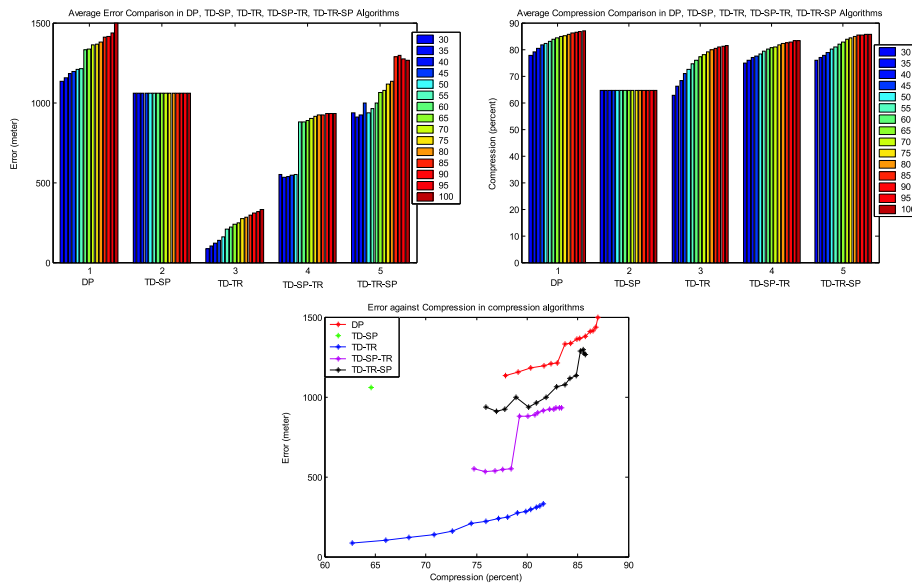 Average Error Comparison in DP, TD-SP, TD-TR, TD-SP-TR, TD-TR-SP Algorithms
1500
1000
500
0
Error (meter)
1 2 3 4 5
DP TD-SP TD-TR TD-SP-TR TD-TR-SP
30
35
40
45
50
55
60
65
70
75
80
85
90
95
100
Average Compression Comparison in DP, TD-SP, TD-TR, TD-SP-TR, TD-TR-SP Algorithms
90
80
70
60
50
40
30
20
10
0
Compression (percent)
1 2 3 4 5
DP TD-SP TD-TR TD-SP-TR TD-TR-SP
30
35
40
45
50
55
60
65
70
75
80
85
90
95
100
Error against Compression in compression algorithms
1500
1000
500
0
Error (meter)
DP
TD-SP
TD-TR
TD-SP-TR
TD-TR-SP
60 65 70 75 80 85 90
Compression (percent)